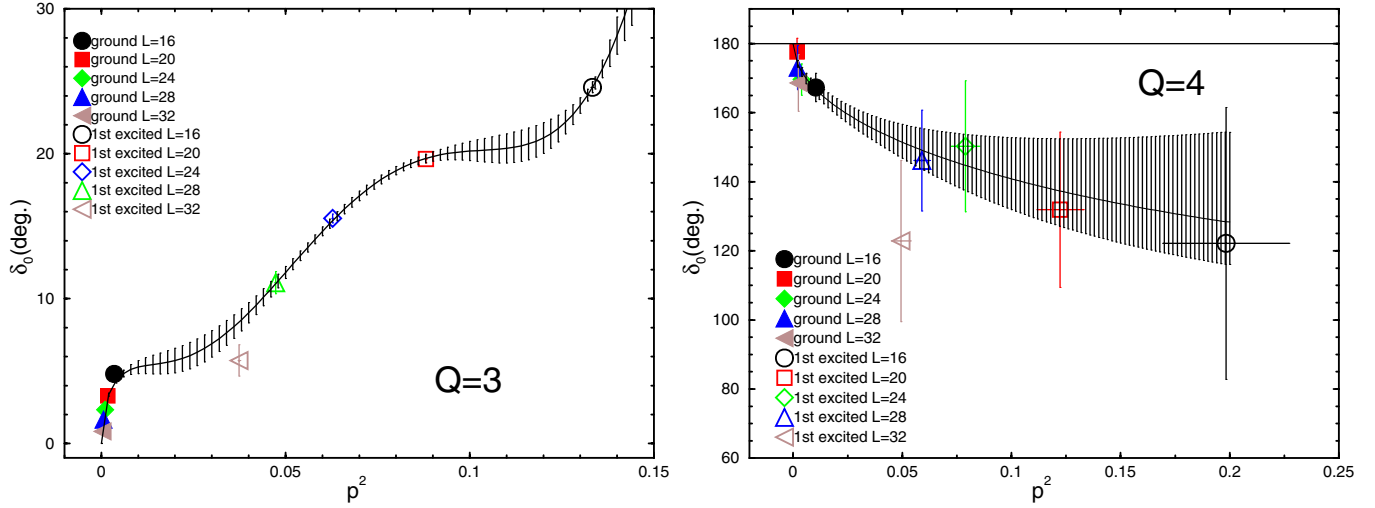 30
20
10
0
δ₀(deg.)
ground L=16
ground L=20
ground L=24
ground L=28
ground L=32
1st excited L=16
1st excited L=20
1st excited L=24
1st excited L=28
1st excited L=32
Q=3
0 0.05 0.1 0.15
p²
180
160
140
120
100
80
60
δ₀(deg.)
Q=4
ground L=16
ground L=20
ground L=24
ground L=28
ground L=32
1st excited L=16
1st excited L=20
1st excited L=24
1st excited L=28
1st excited L=32
0 0.05 0.1 0.15 0.2 0.25
p²